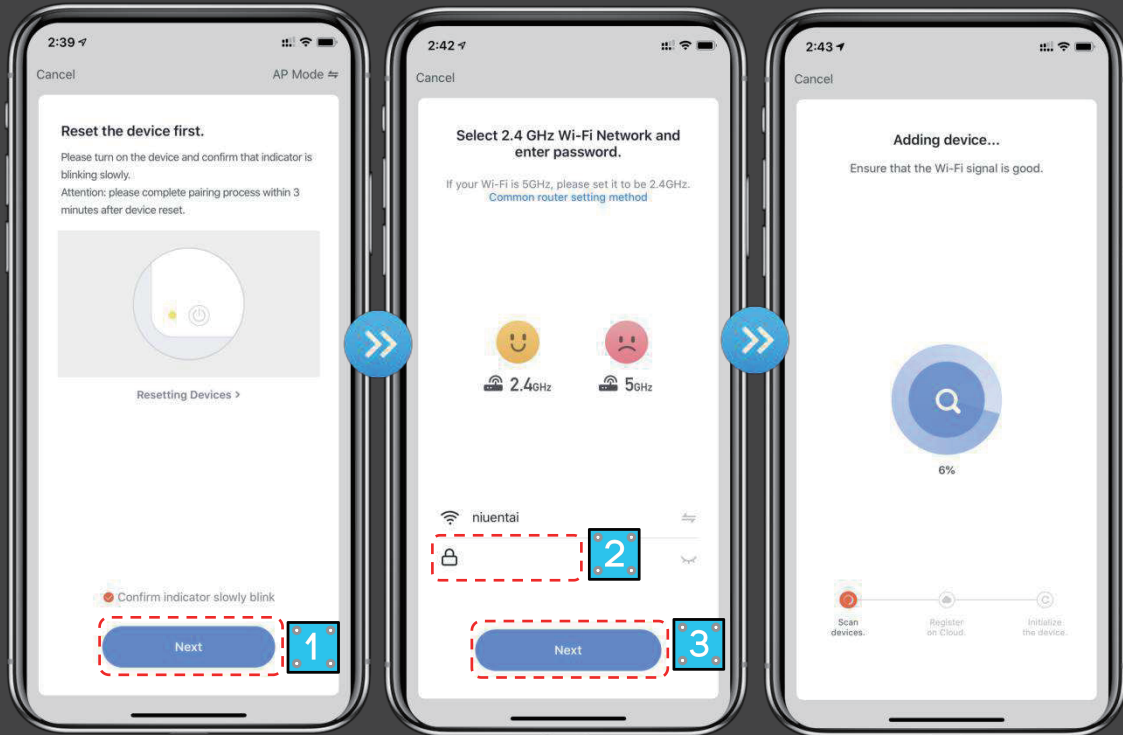 2:39
Cancel
AP Mode
Reset the device first.
Please turn on the device and confirm that indicator is
blinking slowly.
Attention: please complete pairing process within 3
minutes after device reset.
Resetting Devices >
Confirm indicator slowly blink
Next
1
2:42
Cancel
Select 2.4 GHz Wi-Fi Network and
enter password.
If your Wi-Fi is 5GHz, please set it to be 2.4GHz.
Common router setting method
2.4GHz
5GHz
niuentai
2
Next
3
2:43
Cancel
Adding device...
Ensure that the Wi-Fi signal is good.
6%
Scan
devices.
Register
on Cloud.
Initialize
the device.